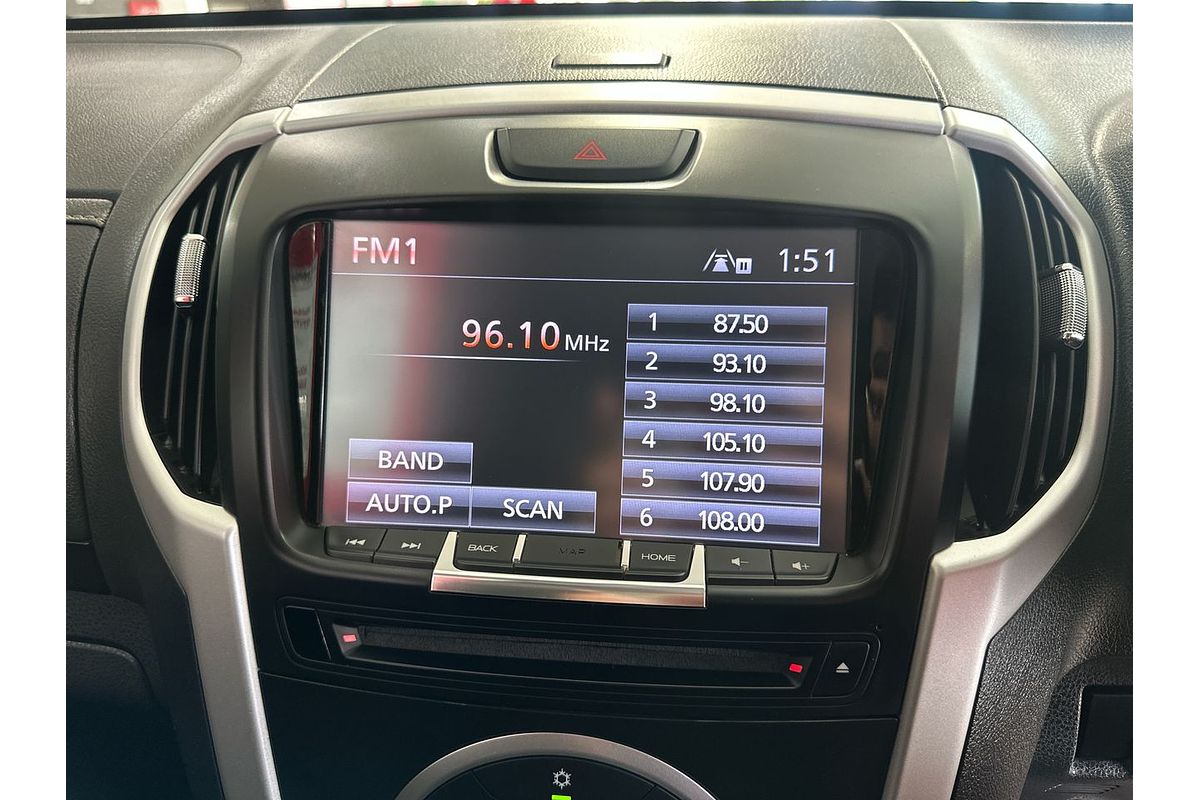 FM1
1:51
96.10 MHz
1 87.50
2 93.10
3 98.10
4 105.10
5 107.90
6 108.00
BAND
AUTO.P SCAN
BACK MAP HOME